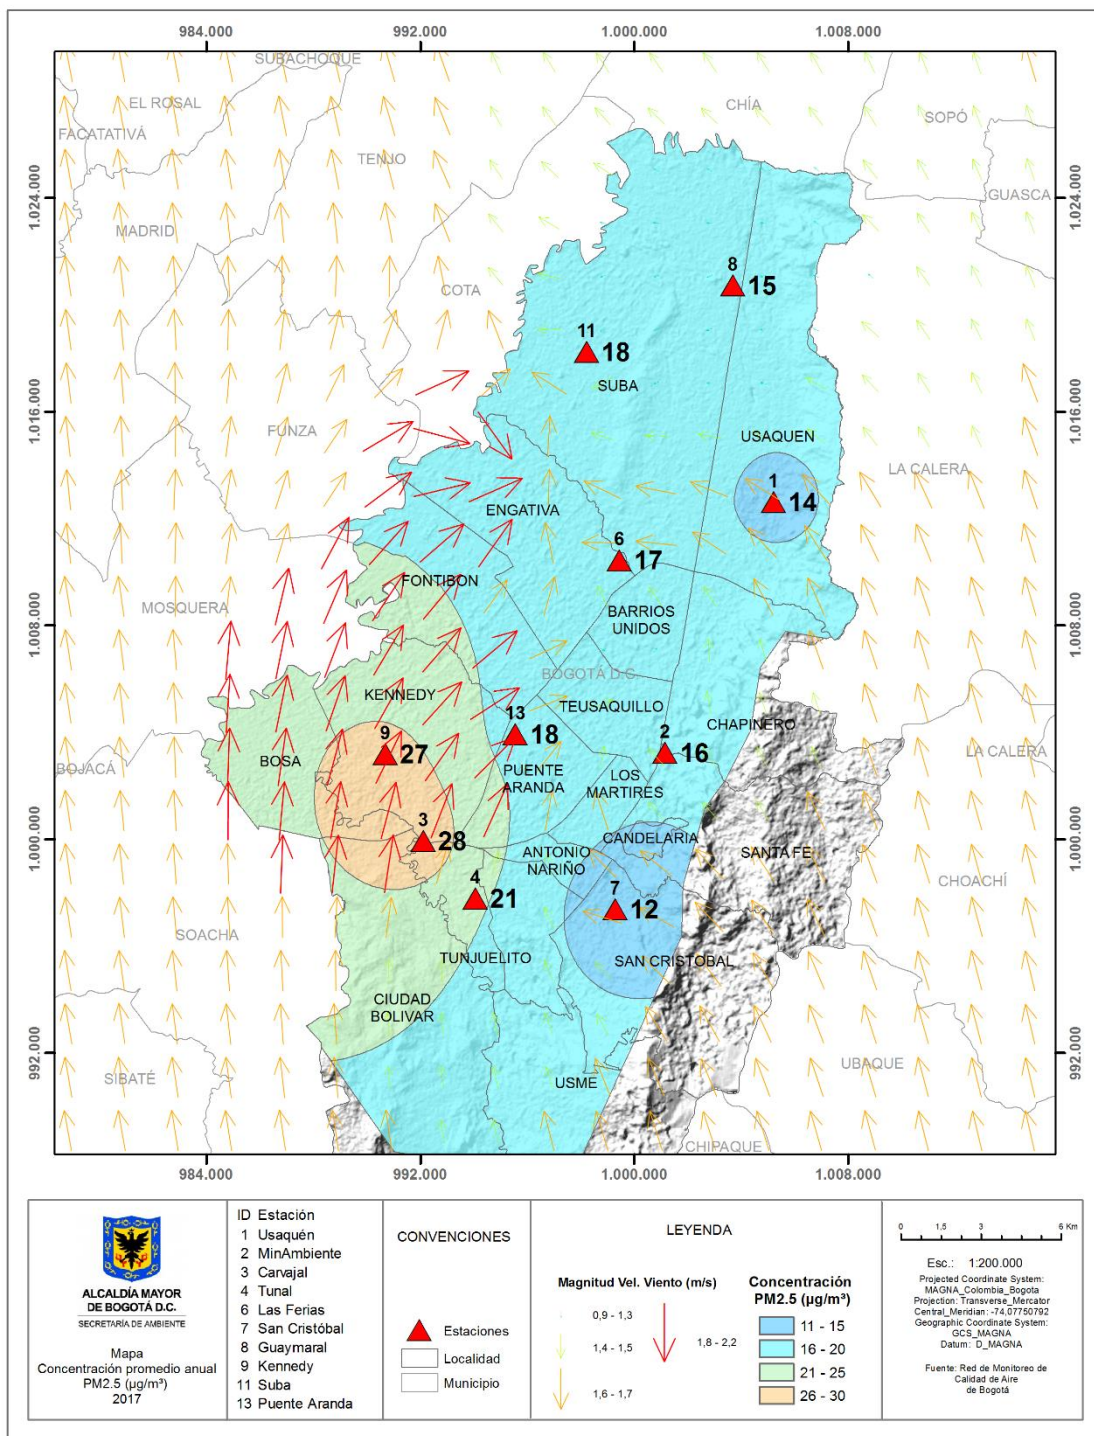 984.000 992.000 1.000.000 1.008.000
SUBACHOQUE
EL ROSAL
CHÍA
SOPÓ
FACATATIVÁ
TENJO
1.024.000 1.024.000
GUASCA
MADRID
8
15
COTA
11
18
SUBA
1.016.000 1.016.000
FUNZA
USAQUEN
LA CALERA
1
14
ENGATIVA
6
17
FONTIBON
MOSQUERA
BARRIOS
UNIDOS
1.008.000 1.008.000
BOGOTÁ D.C.
KENNEDY
TEUSAQUILLO
13
18
CHAPINERO
9
27
2
16
BOSA
BOJACÁ
LA CALERA
PUENTE
ARANDA
LOS
MARTIRES
3
28
1.000.000 1.000.000
CANDELARIA
ANTONIO
NARIÑO
SANTA FE
4
21
7
12
CHOACHÍ
SOACHA
TUNJUELITO
SAN CRISTOBAL
CIUDAD
BOLIVAR
992.000 992.000
SIBATÉ
USME
UBAQUE
CHIPAQUE
984.000 992.000 1.000.000 1.008.000
ALCALDÍA MAYOR
DE BOGOTÁ D.C.
SECRETARÍA DE AMBIENTE
Mapa
Concentración promedio anual
PM2.5 (µg/m³)
2017
ID Estación
1 Usaquén
2 MinAmbiente
3 Carvajal
4 Tunal
6 Las Ferias
7 San Cristóbal
8 Guaymaral
9 Kennedy
11 Suba
13 Puente Aranda
CONVENCIONES
Estaciones
Localidad
Municipio
LEYENDA
Magnitud Vel. Viento (m/s)
0,9 - 1,3
1,4 - 1,5
1,6 - 1,7
1,8 - 2,2
Concentración
PM2.5 (µg/m³)
11 - 15
16 - 20
21 - 25
26 - 30
0 1,5 3 6 Km
Esc.: 1:200.000
Projected Coordinate System:
MAGNA_Colombia_Bogota
Projection: Transverse_Mercator
Central_Meridian: -74,07750792
Geographic Coordinate System:
GCS_MAGNA
Datum: D_MAGNA
Fuente: Red de Monitoreo de
Calidad de Aire
de Bogotá